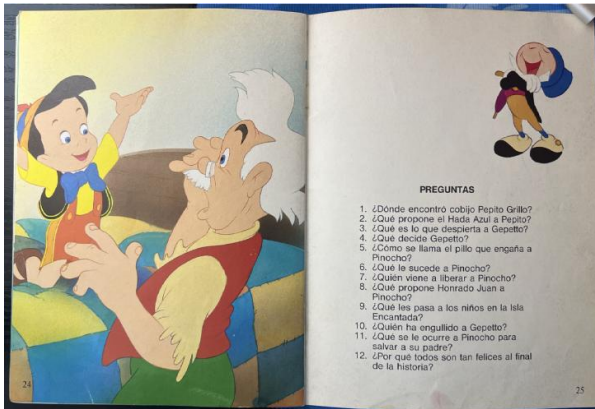 PREGUNTAS
1. ¿Dónde encontró cobijo Pepito Grillo?
2. ¿Qué propone el Hada Azul a Pepito?
3. ¿Qué es lo que despierta a Gepetto?
4. ¿Qué decide Gepetto?
5. ¿Cómo se llama el pillo que engaña a
Pinocho?
6. ¿Qué le sucede a Pinocho?
7. ¿Quién viene a liberar a Pinocho?
8. ¿Qué propone Honrado Juan a
Pinocho?
9. ¿Qué les pasa a los niños en la Isla
Encantada?
10. ¿Quién ha engullido a Gepetto?
11. ¿Qué se le ocurre a Pinocho para
salvar a su padre?
12. ¿Por qué todos son tan felices al final
de la historia?
24
25